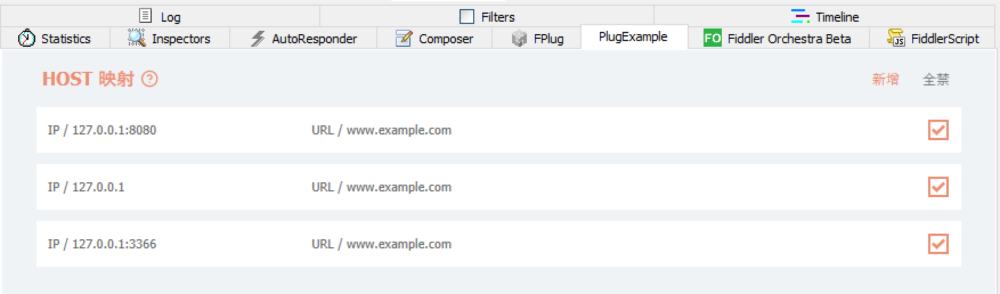 Log Filters Timeline
Statistics Inspectors AutoResponder Composer FPlug PlugExample FO Fiddler Orchestra Beta JS FiddlerScript
HOST 映射 ? 新增 全禁
IP / 127.0.0.1:8080 URL / www.example.com
IP / 127.0.0.1 URL / www.example.com
IP / 127.0.0.1:3366 URL / www.example.com